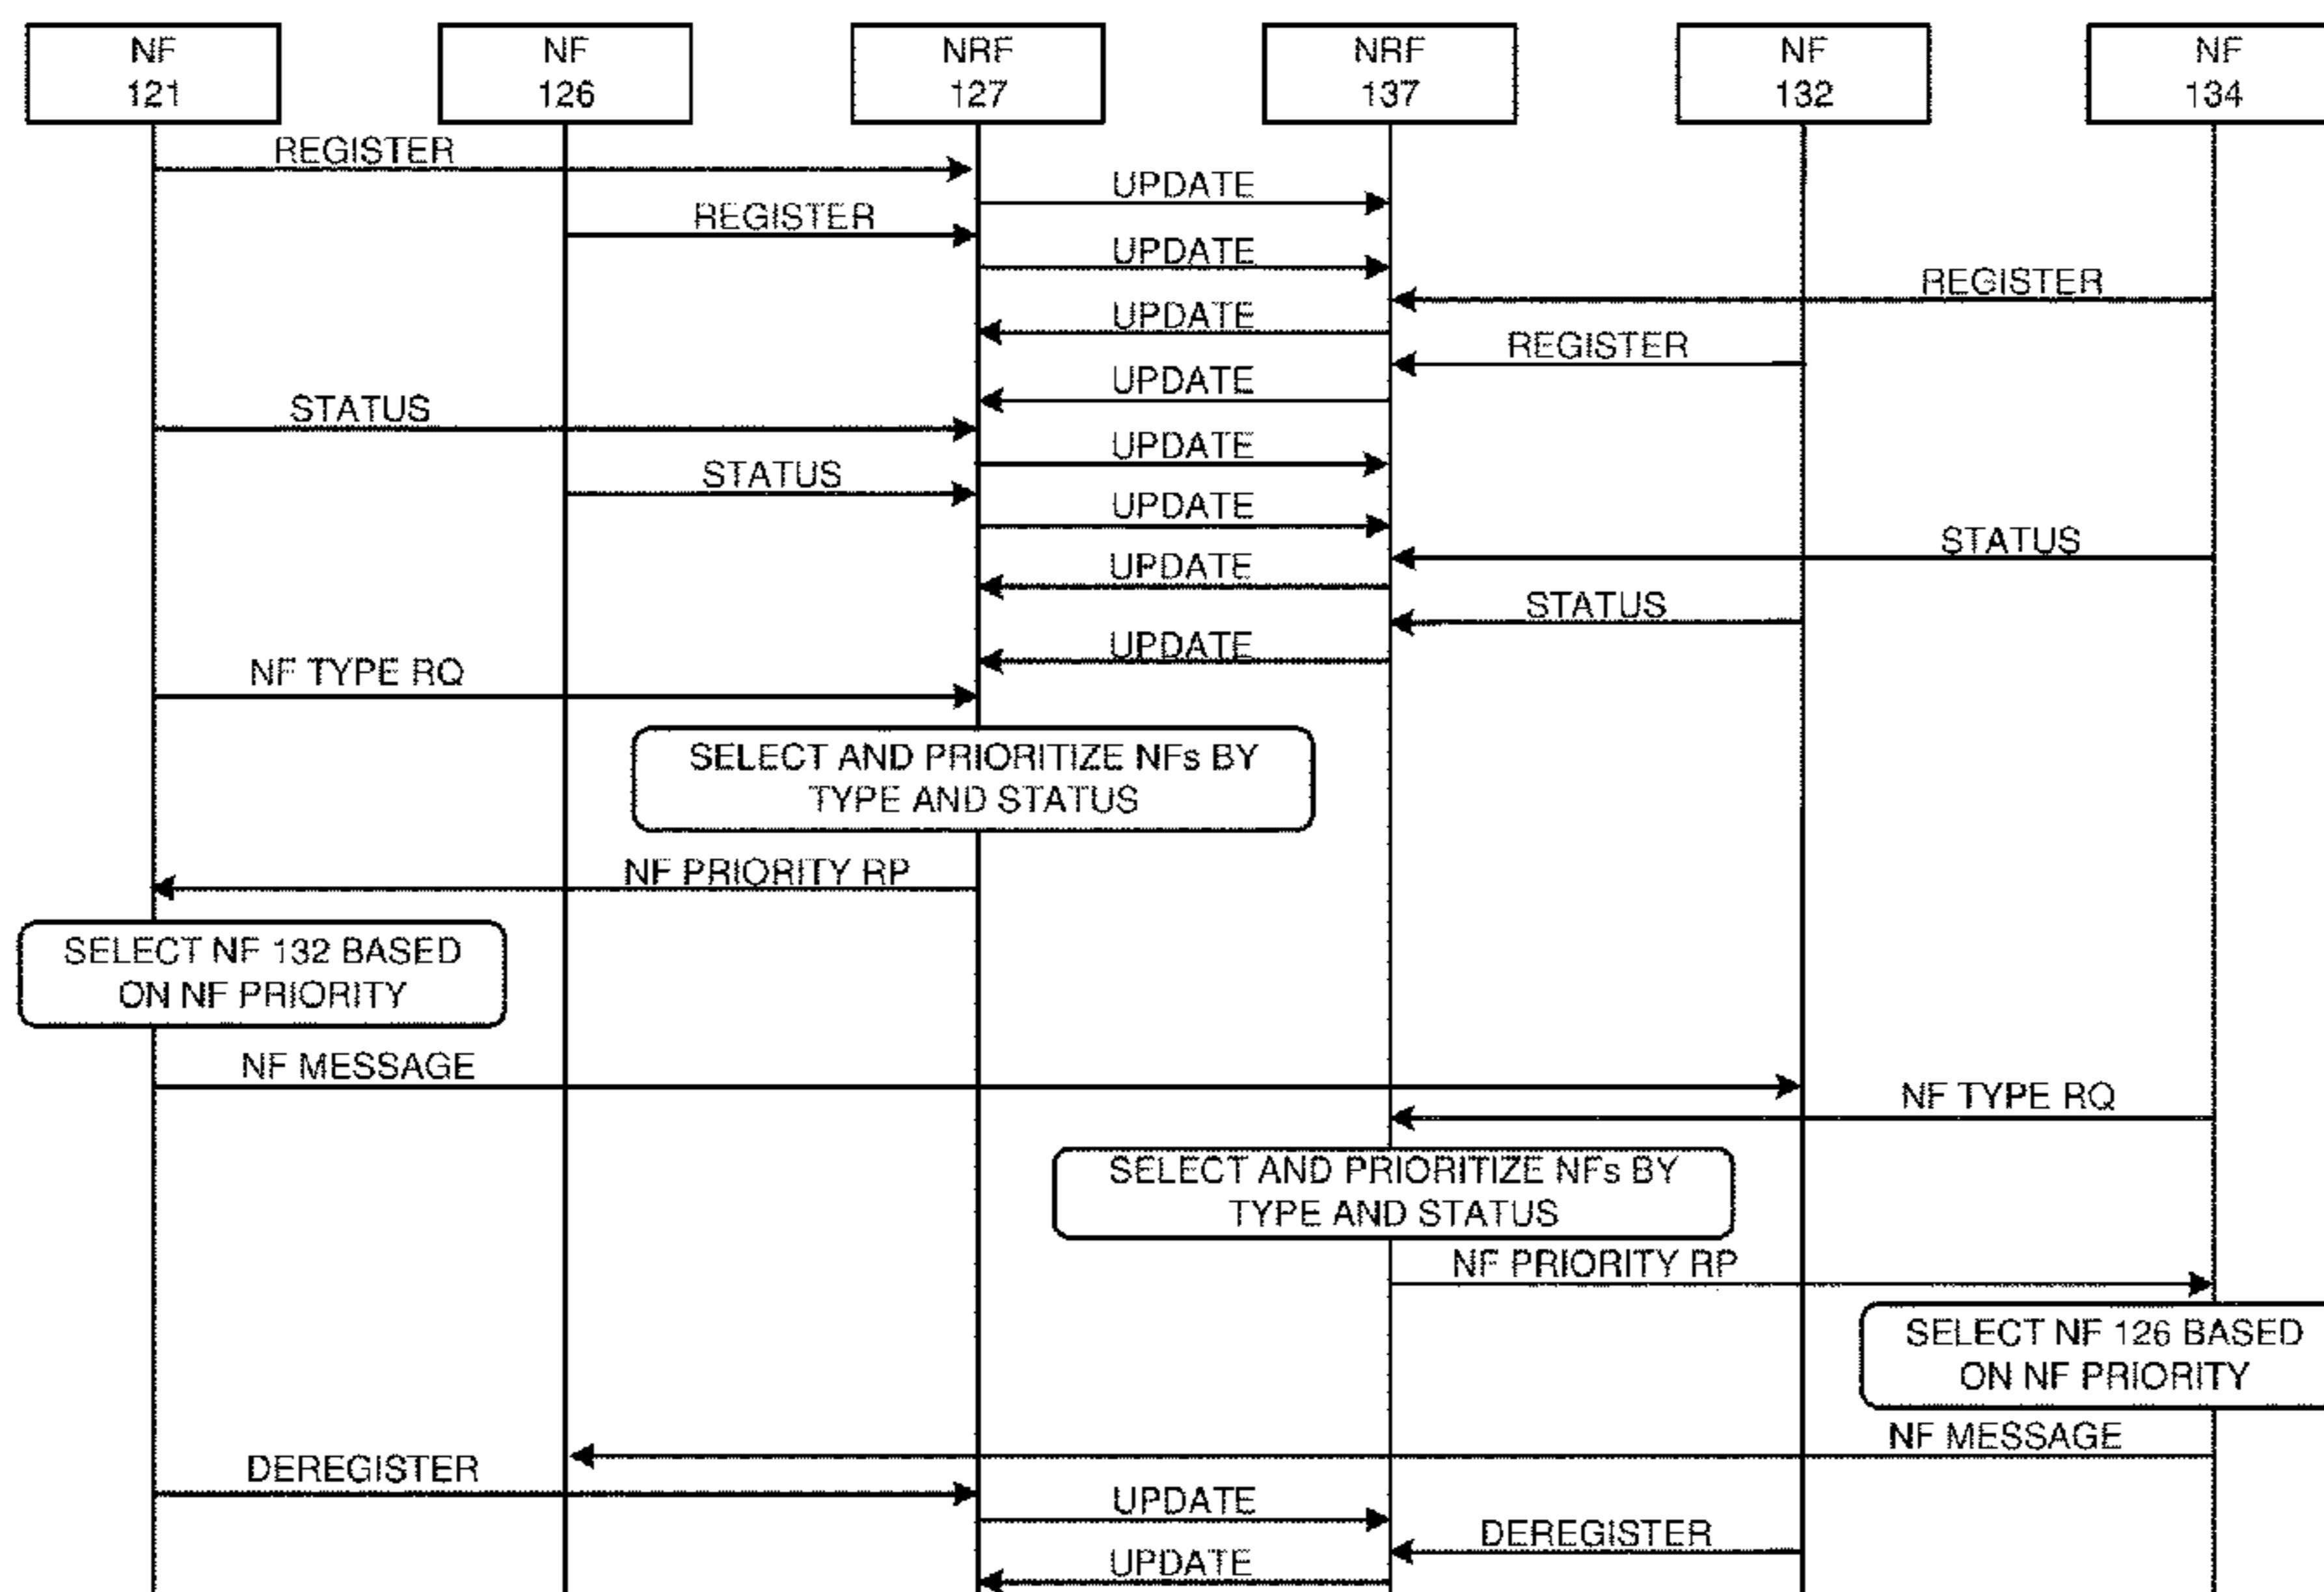 NF
121
NF
126
NRF
127
NRF
137
NF
132
NF
134
REGISTER
UPDATE
REGISTER
UPDATE
REGISTER
UPDATE
REGISTER
UPDATE
STATUS
UPDATE
STATUS
UPDATE
STATUS
UPDATE
STATUS
UPDATE
NF TYPE RQ
SELECT AND PRIORITIZE NFs BY
TYPE AND STATUS
NF PRIORITY RP
SELECT NF 132 BASED
ON NF PRIORITY
NF MESSAGE
NF TYPE RQ
SELECT AND PRIORITIZE NFs BY
TYPE AND STATUS
NF PRIORITY RP
SELECT NF 126 BASED
ON NF PRIORITY
NF MESSAGE
DEREGISTER
UPDATE
DEREGISTER
UPDATE